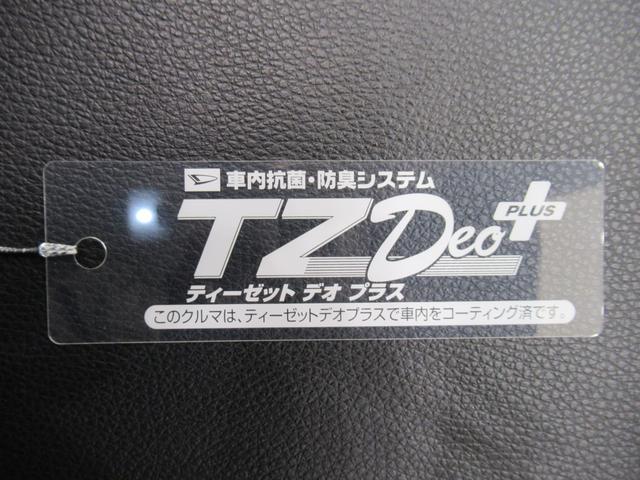 車内抗菌・防臭システム
TZ Deo PLUS
ティーゼット デオ プラス
このクルマは、ティーゼットデオプラスで車内をコーティング済です。